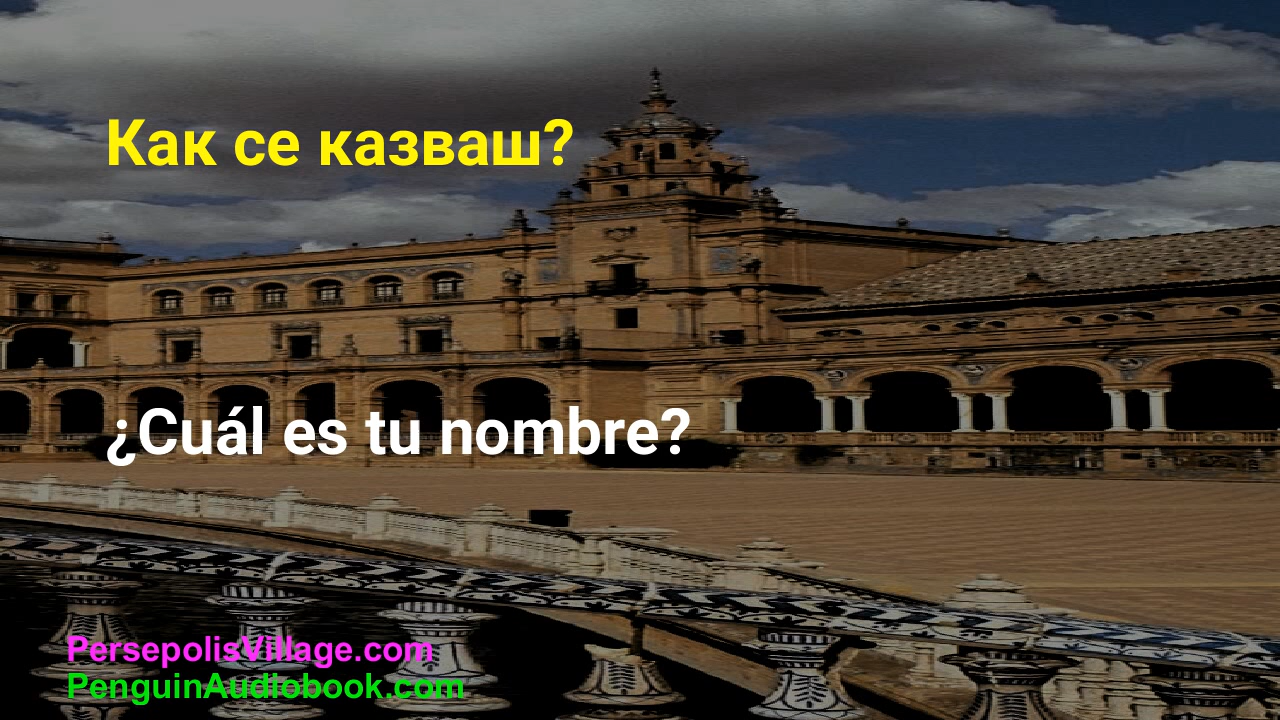 Как се казваш?
¿Cuál es tu nombre?
PersepolisVillage.com
PenguinAudiobook.com